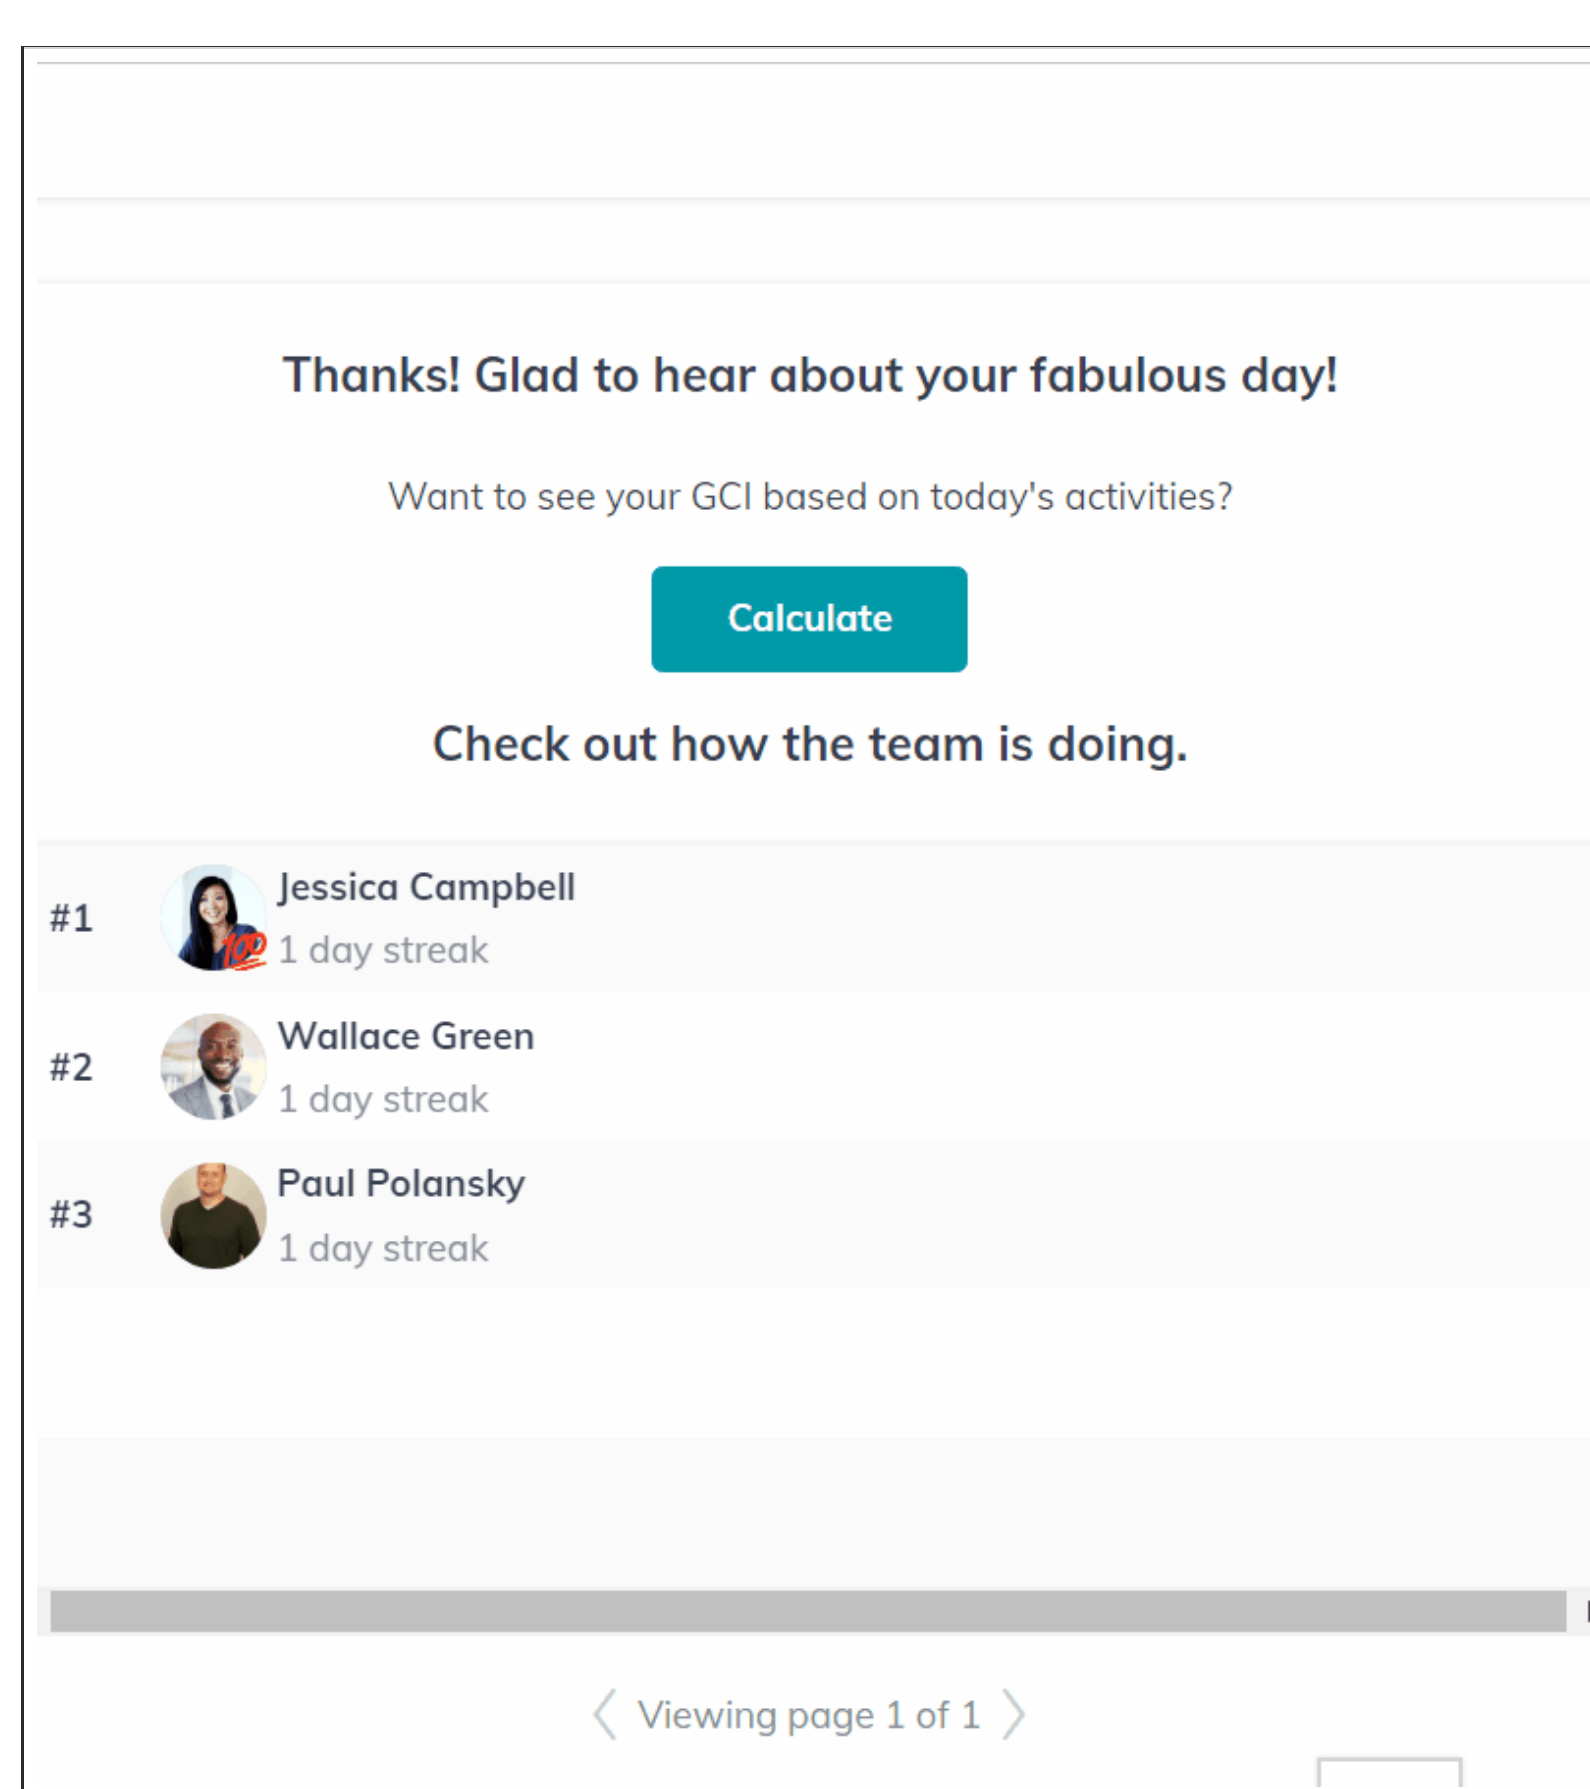 Thanks! Glad to hear about your fabulous day!
Want to see your GCI based on today's activities?
Calculate
Check out how the team is doing.
#1
Jessica Campbell
100
1 day streak
#2
Wallace Green
1 day streak
#3
Paul Polansky
1 day streak
Viewing page 1 of 1